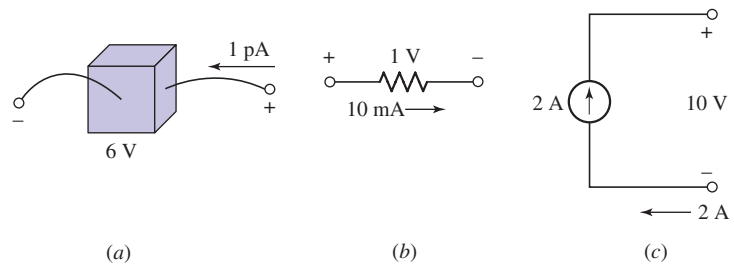 1 pA
−
+
6 V
(a)
+ 1 V −
10 mA
(b)
+
2 A
10 V
−
2 A
(c)